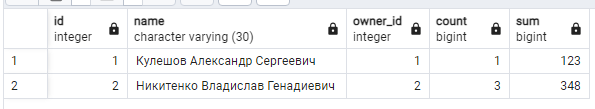 id name owner_id count sum
integer character varying (30) integer bigint bigint
1 1 Кулешов Александр Сергеевич 1 1 123
2 2 Никитенко Владислав Генадиевич 2 3 348